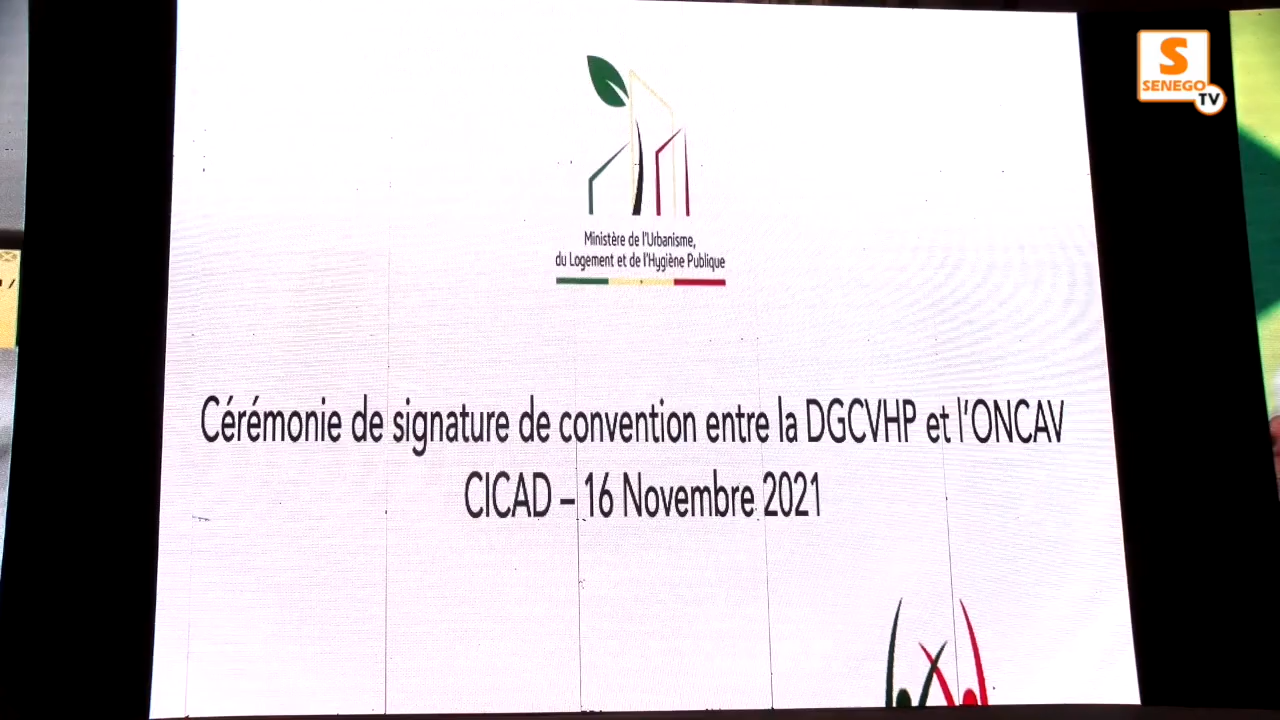 S
SENEGO
TV
Ministère de l'Urbanisme,
du Logement et de l'Hygiène Publique
Cérémonie de signature de convention entre la DGCVHP et l'ONCAV
CICAD – 16 Novembre 2021